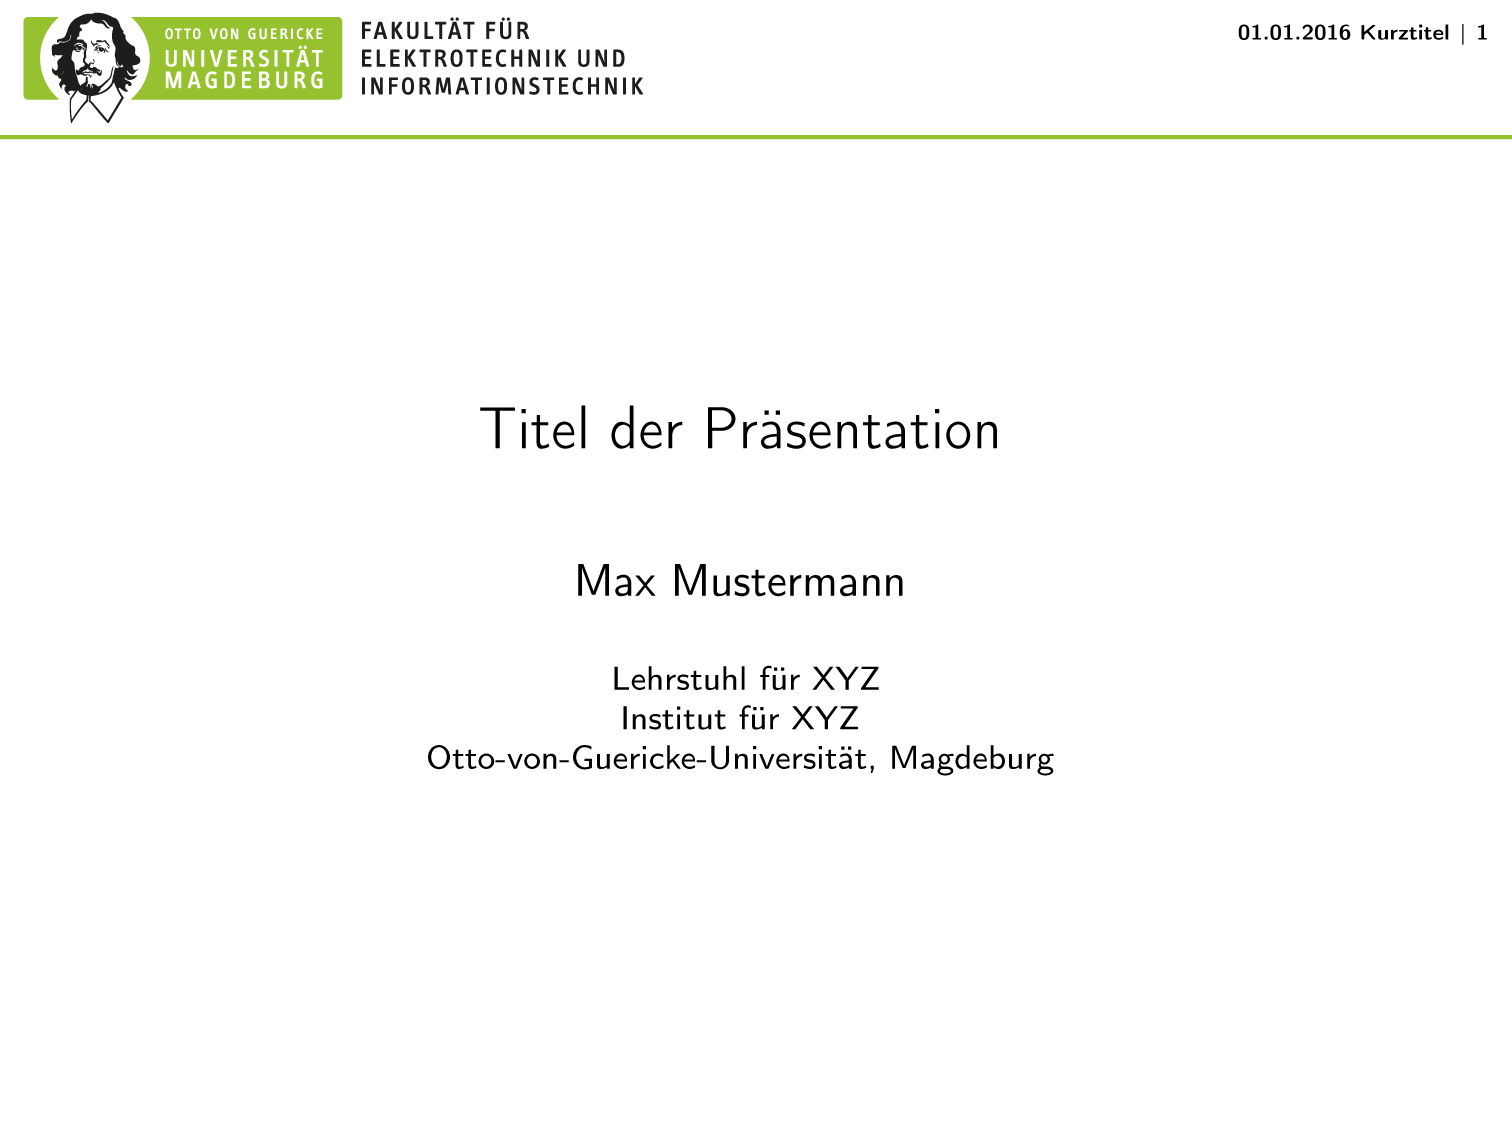 OTTO VON GUERICKE
UNIVERSITÄT
MAGDEBURG
FAKULTÄT FÜR
ELEKTROTECHNIK UND
INFORMATIONSTECHNIK
01.01.2016 Kurztitel | 1
Titel der Präsentation
Max Mustermann
Lehrstuhl für XYZ
Institut für XYZ
Otto-von-Guericke-Universität, Magdeburg